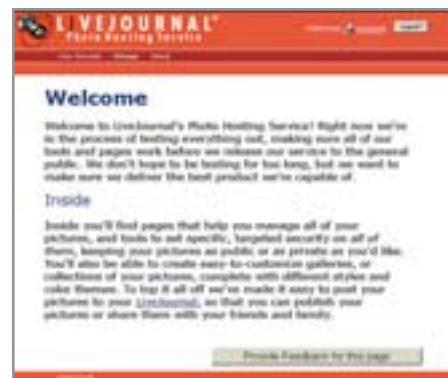 LIVEJOURNAL
Photo Hosting Service
Welcome
Welcome to LiveJournal's Photo Hosting Service! Right now we're
in the process of testing everything out, making sure all of our
tools and pages work before we release our service to the general
public. We don't hope to be testing for too long, but we want to
make sure we deliver the best product we're capable of.
Inside
Inside you'll find pages that help you manage all of your
pictures, and tools to set specific, targeted security on all of
them, keeping your pictures as public or as private as you'd like.
You'll also be able to create easy-to-customize galleries, or
collections of your pictures, complete with different styles and
color themes. To top it all off we've made it easy to post your
pictures to your LiveJournal, so that you can publish your
pictures or share them with your friends and family.
Provide Feedback for this page